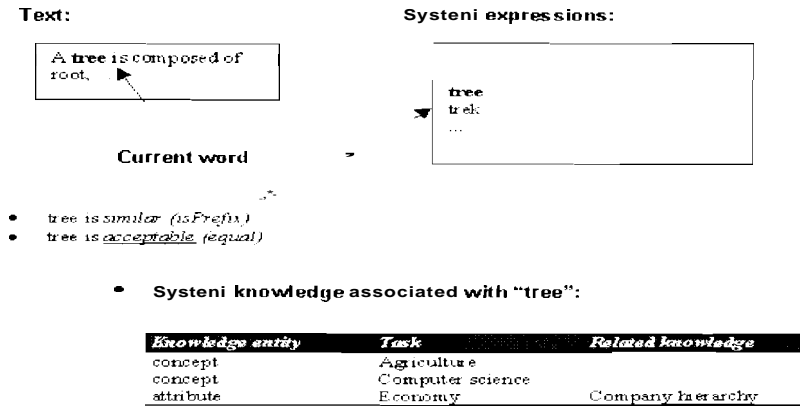 Text: Systeni expressions:
A tree is composed of
root,
tree
trek
...
Current word
• tree is similar (isPrefix)
• tree is acceptable (equal)
• Systeni knowledge associated with “tree”:
Knowledge entity Task Related knowledge
concept Agriculture
concept Computer science
attribute Economy Company hierarchy